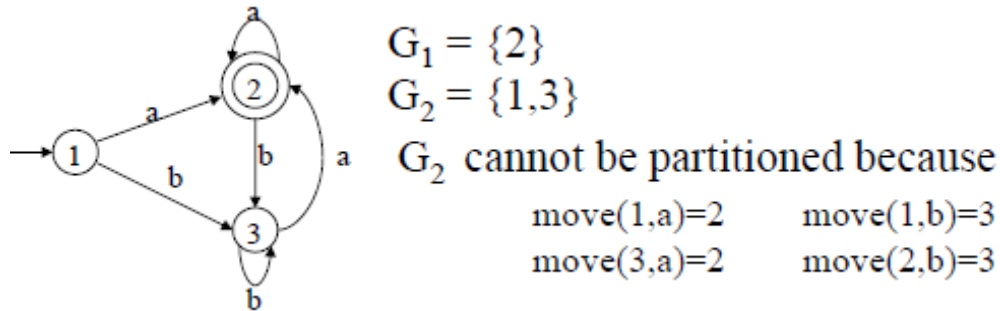 a
G1 = {2}
2
G2 = {1,3}
a
1
b
a
G2 cannot be partitioned because
b
move(1,a)=2 move(1,b)=3
3
move(3,a)=2 move(2,b)=3
b